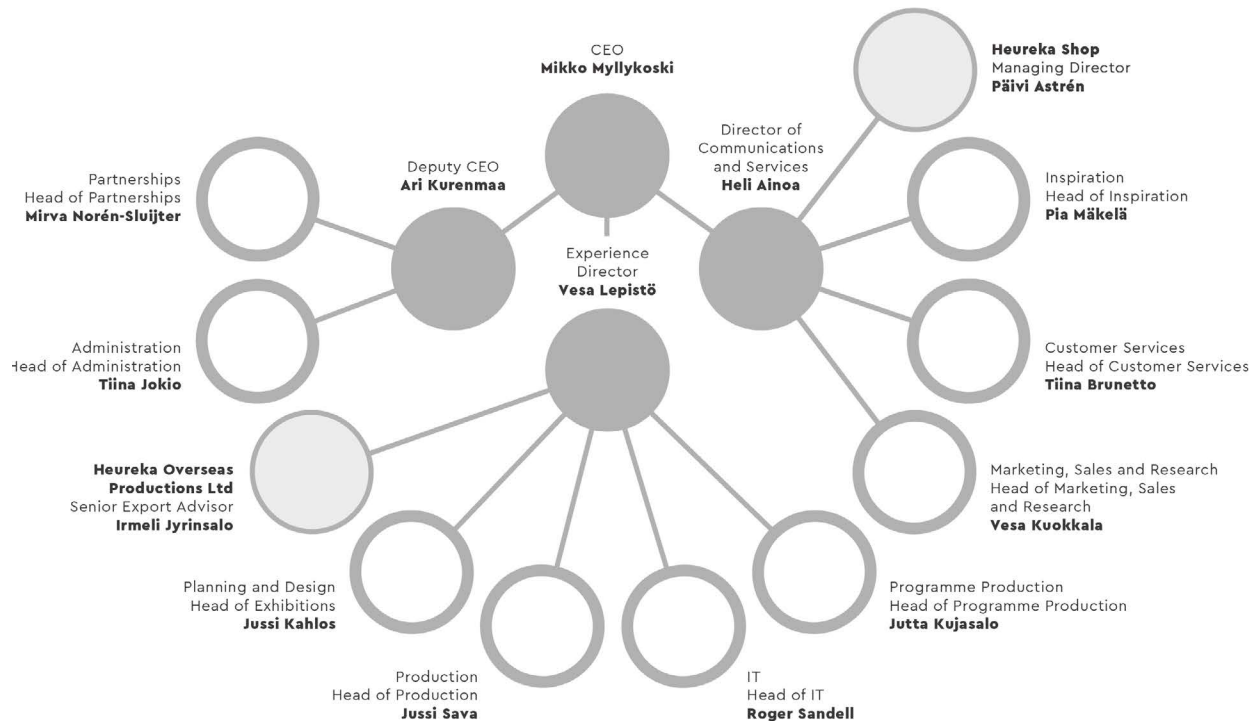 CEO
Mikko Myllykoski
Heureka Shop
Managing Director
Päivi Astrén
Director of
Communications
and Services
Heli Ainoa
Deputy CEO
Ari Kurenmaa
Partnerships
Head of Partnerships
Mirva Norén-Sluijter
Inspiration
Head of Inspiration
Pia Mäkelä
Experience
Director
Vesa Lepistö
Administration
Head of Administration
Tiina Jokio
Customer Services
Head of Customer Services
Tiina Brunetto
Heureka Overseas
Productions Ltd
Senior Export Advisor
Irmeli Jyrinsalo
Marketing, Sales and Research
Head of Marketing, Sales
and Research
Vesa Kuokkala
Planning and Design
Head of Exhibitions
Jussi Kahlos
Programme Production
Head of Programme Production
Jutta Kujasalo
Production
Head of Production
Jussi Sava
IT
Head of IT
Roger Sandell